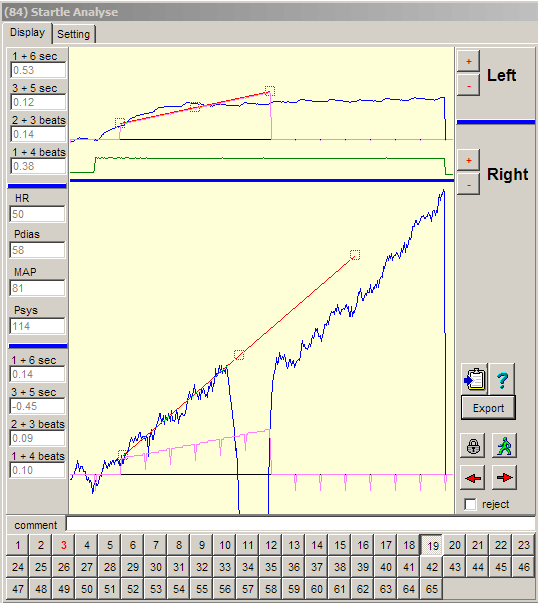 (84) Startle Analyse
Display Setting
1 + 6 sec
0.53
3 + 5 sec
0.12
2 + 3 beats
0.14
1 + 4 beats
0.38
+
-
Left
+
-
Right
HR
50
Pdias
58
MAP
81
Psys
114
1 + 6 sec
0.14
3 + 5 sec
-0.45
2 + 3 beats
0.09
1 + 4 beats
0.10
?
Export
reject
comment
1 2 3 4 5 6 7 8 9 10 11 12 13 14 15 16 17 18 19 20 21 22 23
24 25 26 27 28 29 30 31 32 33 34 35 36 37 38 39 40 41 42 43 44 45 46
47 48 49 50 51 52 53 54 55 56 57 58 59 60 61 62 63 64 65